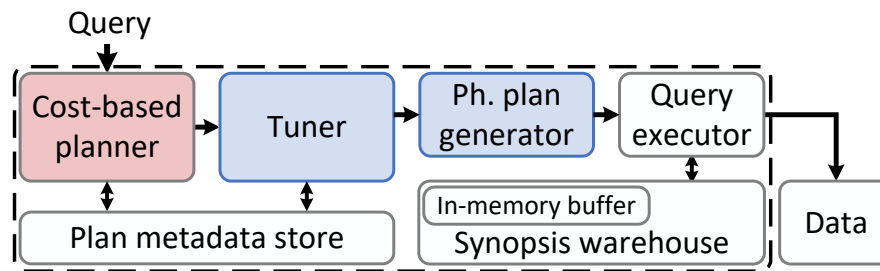 Query
Cost-based
planner
Tuner
Ph. plan
generator
Query
executor
Plan metadata store
In-memory buffer
Synopsis warehouse
Data